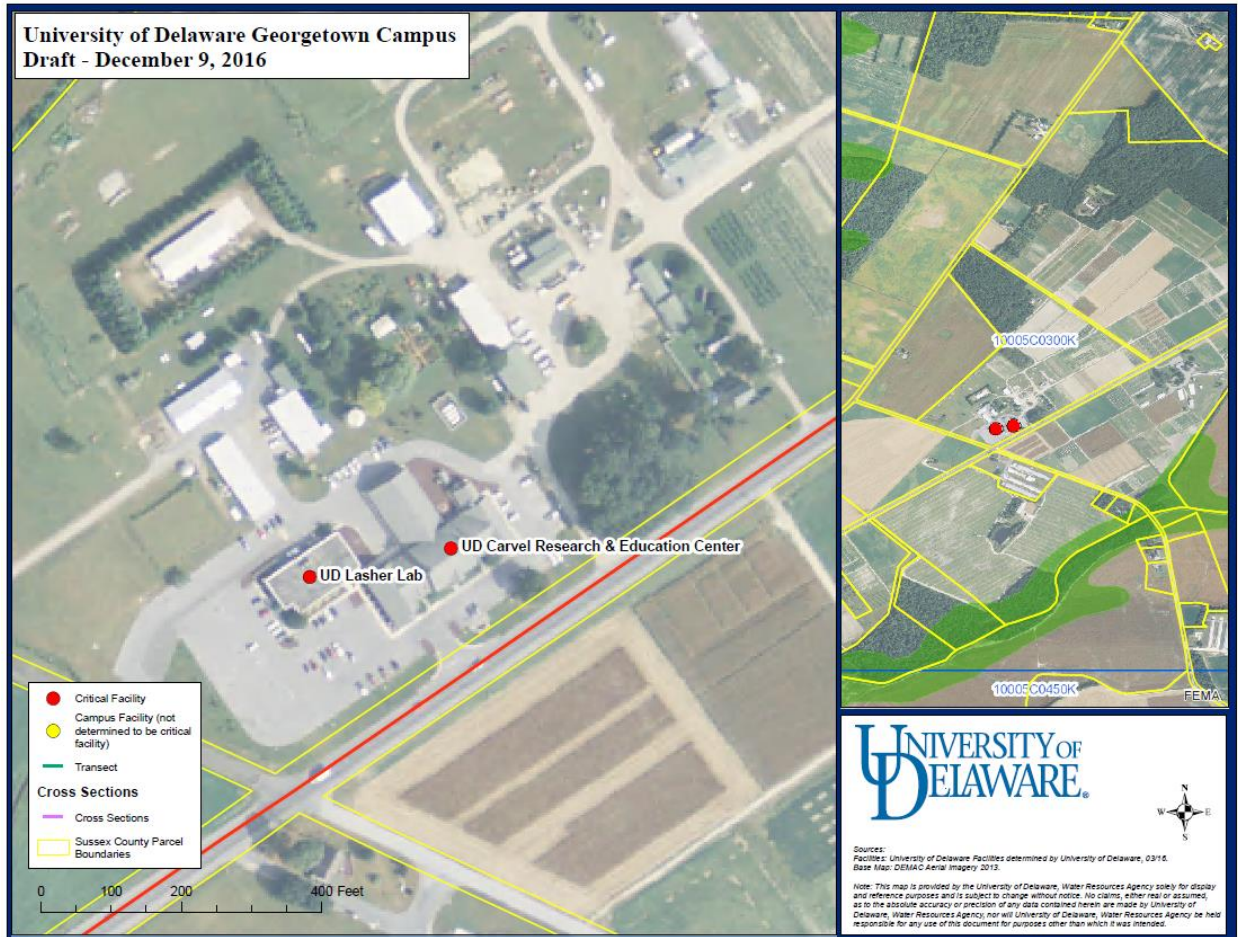 University of Delaware Georgetown Campus
Draft - December 9, 2016
UD Carvel Research & Education Center
UD Lasher Lab
Critical Facility
Campus Facility (not
determined to be critical
facility)
Transect
Cross Sections
Cross Sections
Sussex County Parcel
Boundaries
0 100 200 400 Feet
10005C0300K
10005C0450K
FEMA
UNIVERSITY OF
DELAWARE®
N
W E
S
Sources:
Facilities: University of Delaware Facilities determined by University of Delaware, 03/16.
Base Map: DEMAC Aerial Imagery 2013.
Note: This map is provided by the University of Delaware, Water Resources Agency solely for display
and reference purposes and is subject to change without notice. No claims, either real or assumed,
as to the absolute accuracy or precision of any data contained herein are made by University of
Delaware, Water Resources Agency, nor will University of Delaware, Water Resources Agency be held
responsible for any use of this document for purposes other than which it was intended.